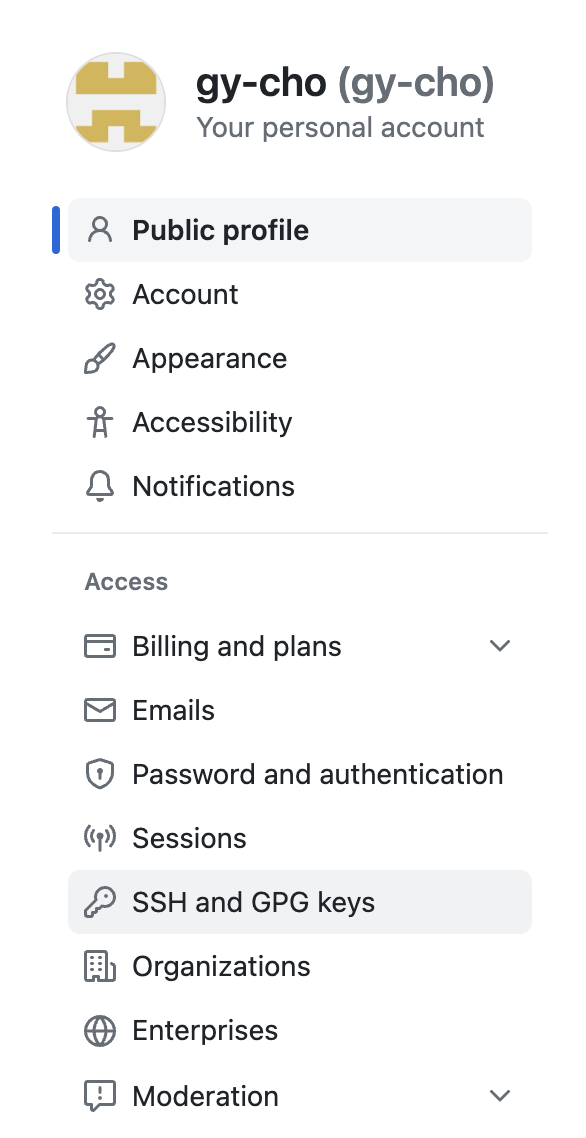 gy-cho (gy-cho)
Your personal account
Public profile
Account
Appearance
Accessibility
Notifications
Access
Billing and plans
Emails
Password and authentication
Sessions
SSH and GPG keys
Organizations
Enterprises
Moderation